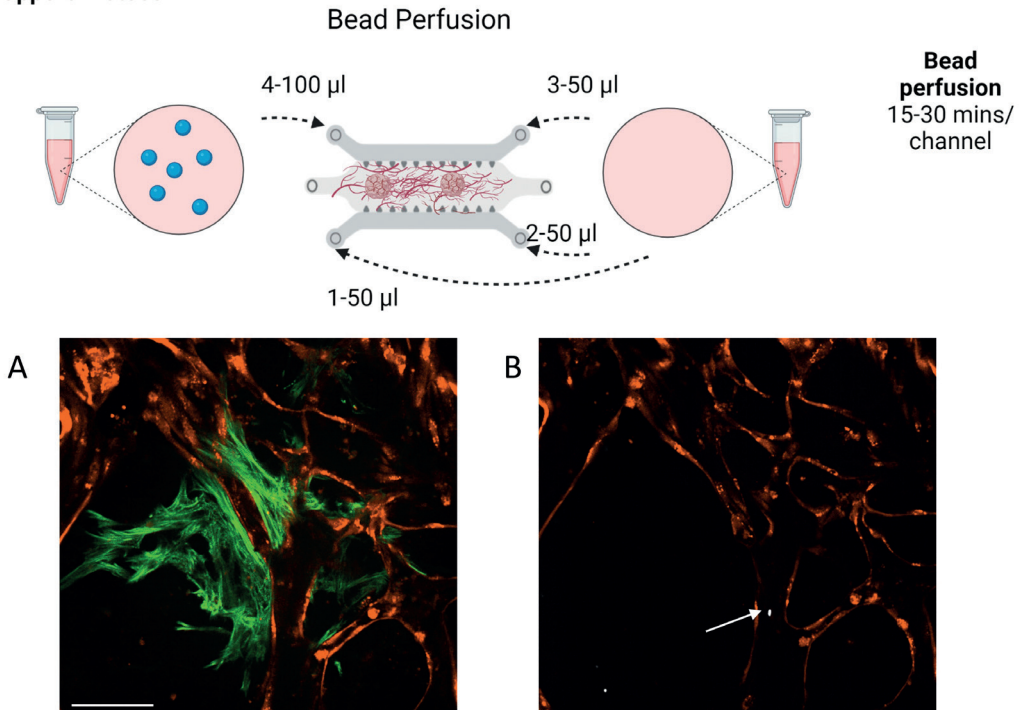 Bead Perfusion
4-100 µl
3-50 µl
Bead
perfusion
15-30 mins/
channel
2-50 µl
1-50 µl
A
B